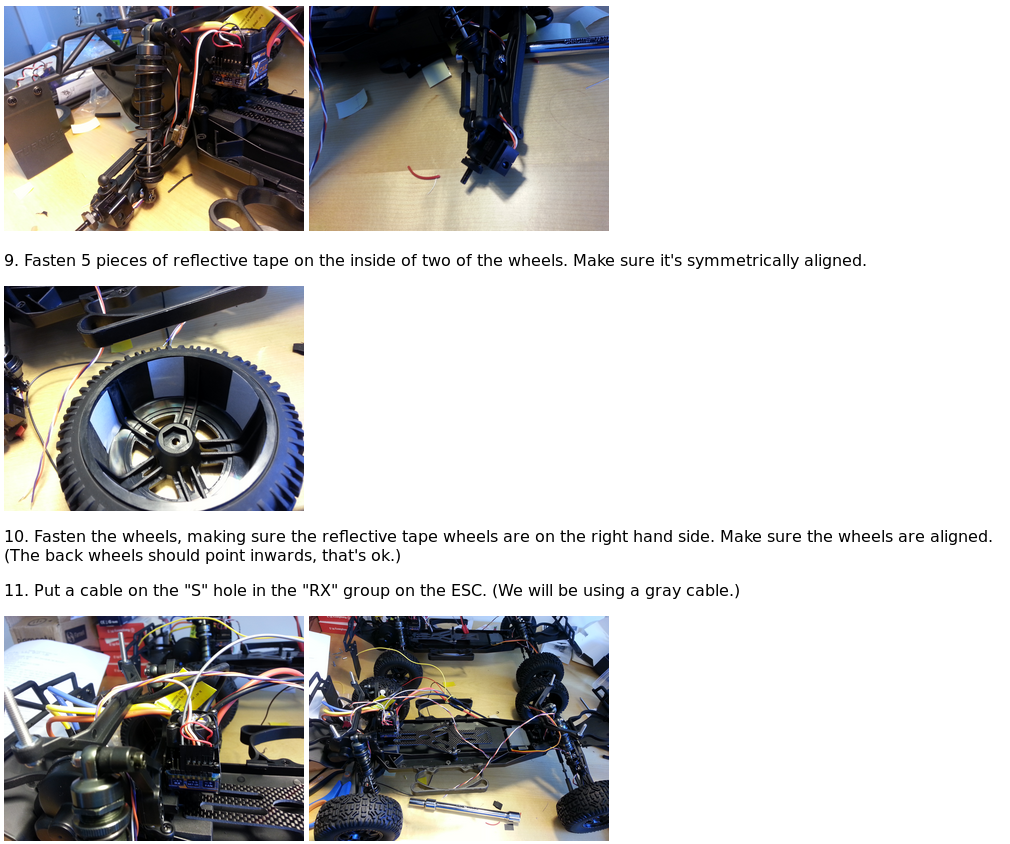 9. Fasten 5 pieces of reflective tape on the inside of two of the wheels. Make sure it's symmetrically aligned.
10. Fasten the wheels, making sure the reflective tape wheels are on the right hand side. Make sure the wheels are aligned.
(The back wheels should point inwards, that's ok.)
11. Put a cable on the "S" hole in the "RX" group on the ESC. (We will be using a gray cable.)